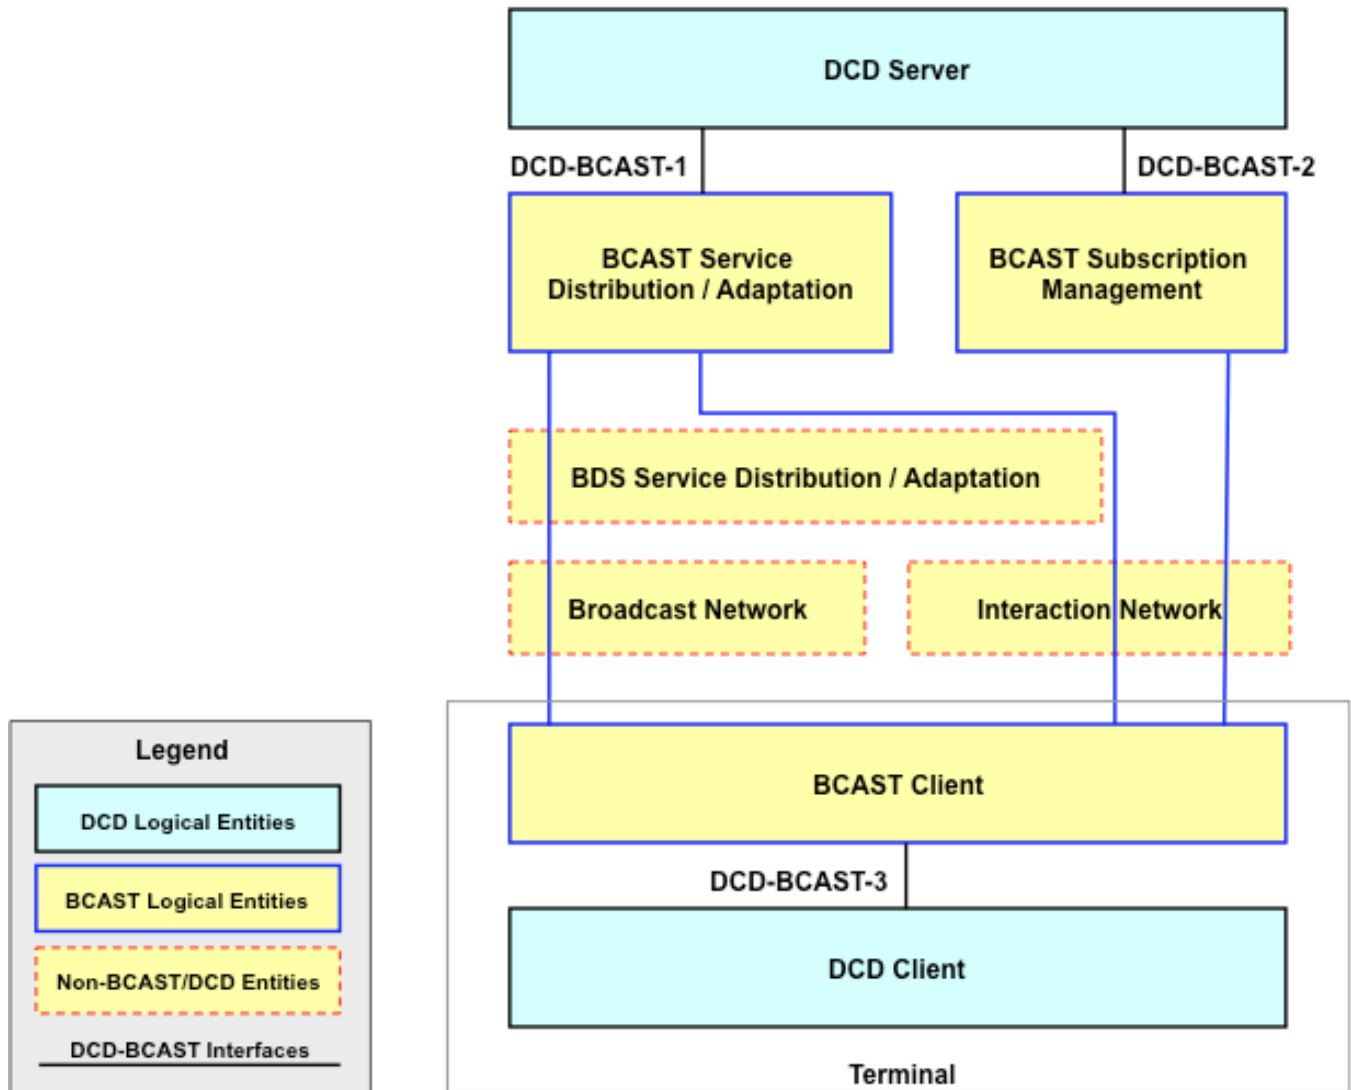 DCD Server
DCD-BCAST-1
DCD-BCAST-2
BCAST Service
Distribution / Adaptation
BCAST Subscription
Management
BDS Service Distribution / Adaptation
Broadcast Network
Interaction Network
BCAST Client
DCD-BCAST-3
DCD Client
Terminal
Legend
DCD Logical Entities
BCAST Logical Entities
Non-BCAST/DCD Entities
DCD-BCAST Interfaces